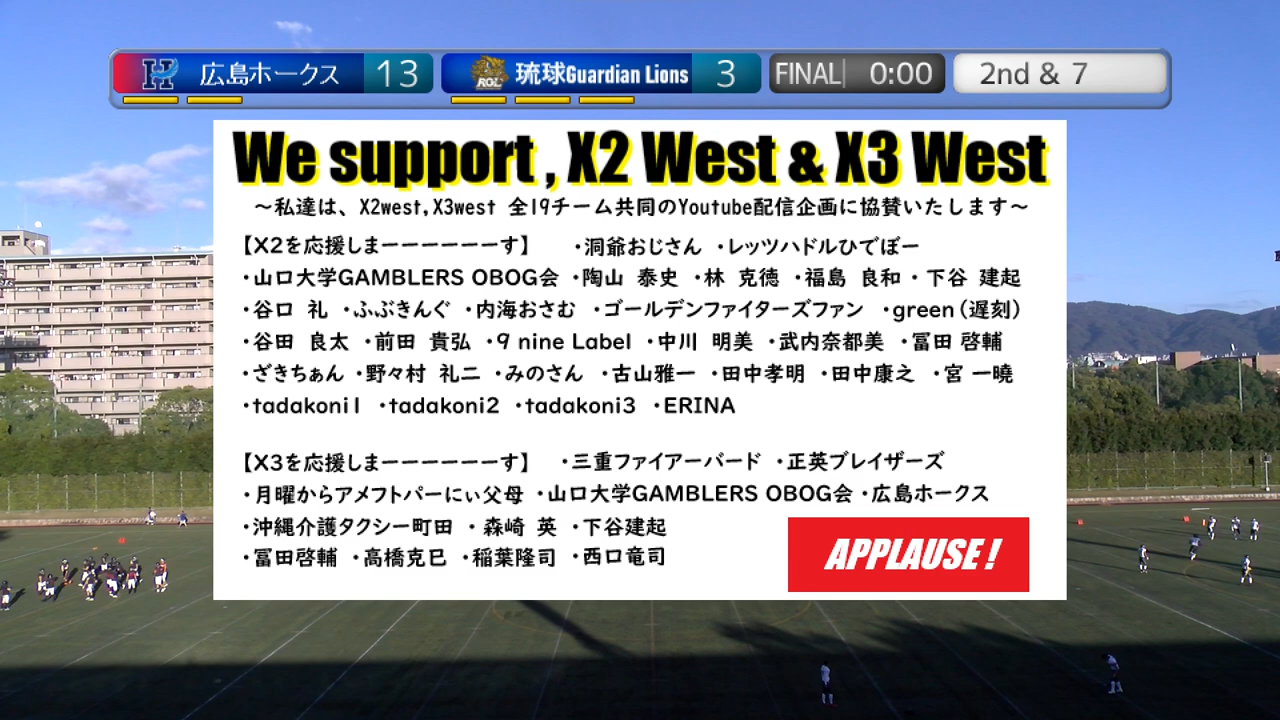 広島ホークス 13 ROL 琉球Guardian Lions 3 FINAL 0:00 2nd & 7
We support , X2 West & X3 West
～私達は、X2west,X3west 全19チーム共同のYoutube配信企画に協賛いたします～
【X2を応援しまーーーーーーす】 ・洞爺おじさん ・レッツハドルひでぼー
・山口大学GAMBLERS OBOG会 ・陶山 泰史 ・林 克徳 ・福島 良和 ・下谷 建起
・谷口 礼 ・ふぶきんぐ ・内海おさむ ・ゴールデンファイターズファン ・green（遅刻）
・谷田 良太 ・前田 貴弘 ・9 nine Label ・中川 明美 ・武内奈都美 ・冨田 啓輔
・ざきちぁん ・野々村 礼二 ・みのさん ・古山雅一 ・田中孝明 ・田中康之 ・宮 一曉
・tadakoni1 ・tadakoni2 ・tadakoni3 ・ERINA
【X3を応援しまーーーーーーす】 ・三重ファイアーバード ・正英ブレイザーズ
・月曜からアメフトパーにぃ父母 ・山口大学GAMBLERS OBOG会 ・広島ホークス
・沖縄介護タクシー町田 ・森崎 英 ・下谷建起
・冨田啓輔 ・高橋克巳 ・稲葉隆司 ・西口竜司
APPLAUSE!